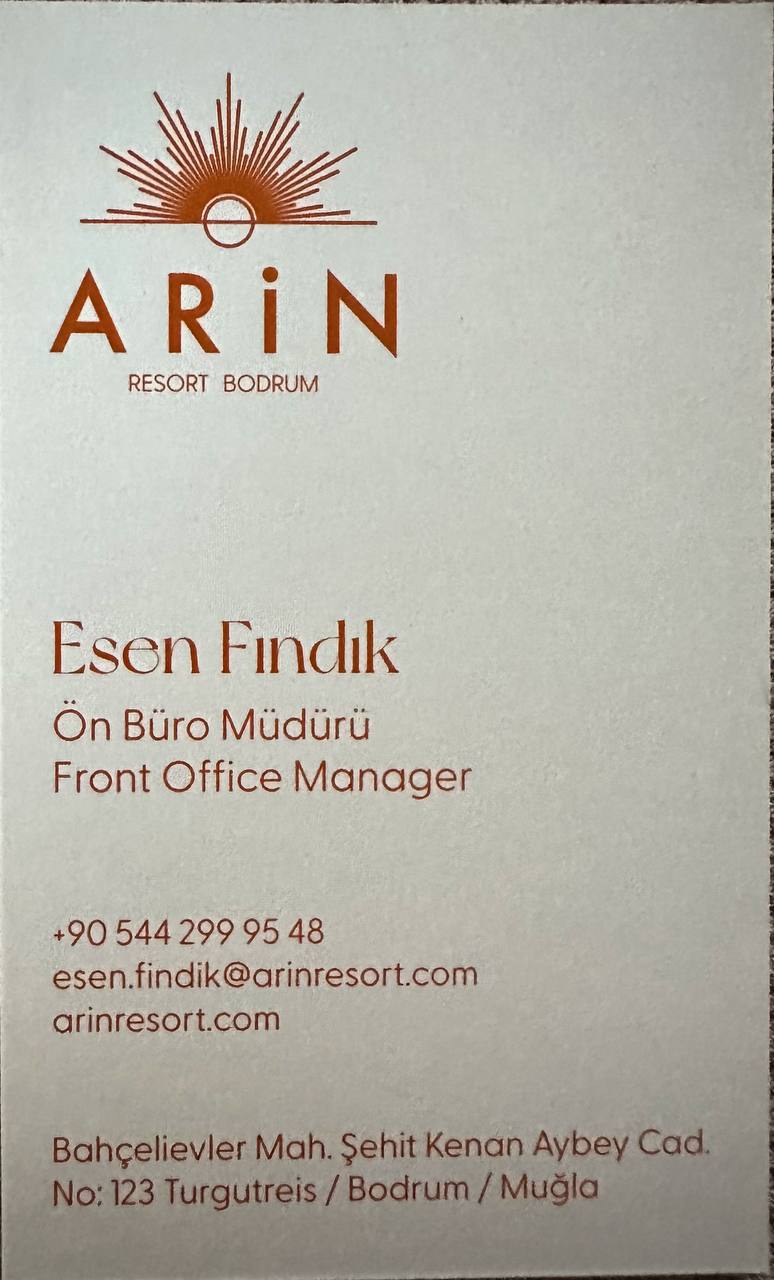 ARİN
RESORT BODRUM
Esen Fındık
Ön Büro Müdürü
Front Office Manager
+90 544 299 95 48
esen.findik@arinresort.com
arinresort.com
Bahçelievler Mah. Şehit Kenan Aybey Cad.
No: 123 Turgutreis / Bodrum / Muğla